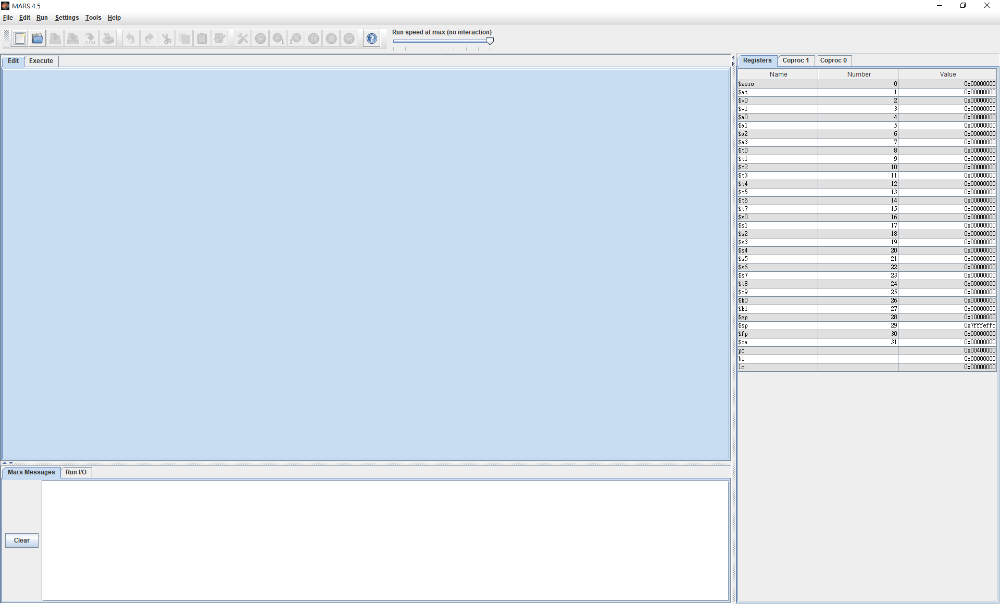 MARS 4.5
File Edit Run Settings Tools Help
Run speed at max (no interaction)
0101
1
1
?
Edit Execute
Registers Coproc 1 Coproc 0
Name Number Value
$zero 0 0x00000000
$at 1 0x00000000
$v0 2 0x00000000
$v1 3 0x00000000
$a0 4 0x00000000
$a1 5 0x00000000
$a2 6 0x00000000
$a3 7 0x00000000
$t0 8 0x00000000
$t1 9 0x00000000
$t2 10 0x00000000
$t3 11 0x00000000
$t4 12 0x00000000
$t5 13 0x00000000
$t6 14 0x00000000
$t7 15 0x00000000
$s0 16 0x00000000
$s1 17 0x00000000
$s2 18 0x00000000
$s3 19 0x00000000
$s4 20 0x00000000
$s5 21 0x00000000
$s6 22 0x00000000
$s7 23 0x00000000
$t8 24 0x00000000
$t9 25 0x00000000
$k0 26 0x00000000
$k1 27 0x00000000
$gp 28 0x10008000
$sp 29 0x7fffeffc
$fp 30 0x00000000
$ra 31 0x00000000
pc 0x00400000
hi 0x00000000
lo 0x00000000
Mars Messages Run I/O
Clear